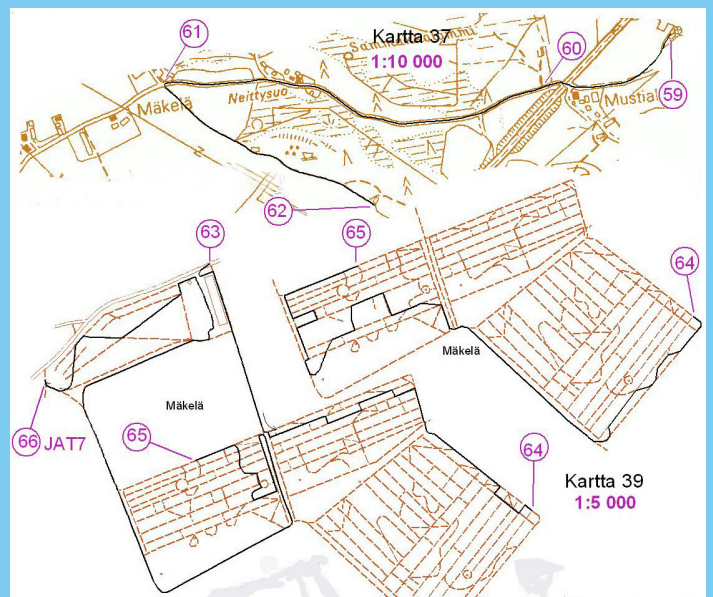 61
Kartta 37
1:10 000
60
59
Mäkelä
Neittysuo
Mustial
62
63
65
64
Mäkelä
Mäkelä
66 JAT7
65
64
Kartta 39
1:5 000